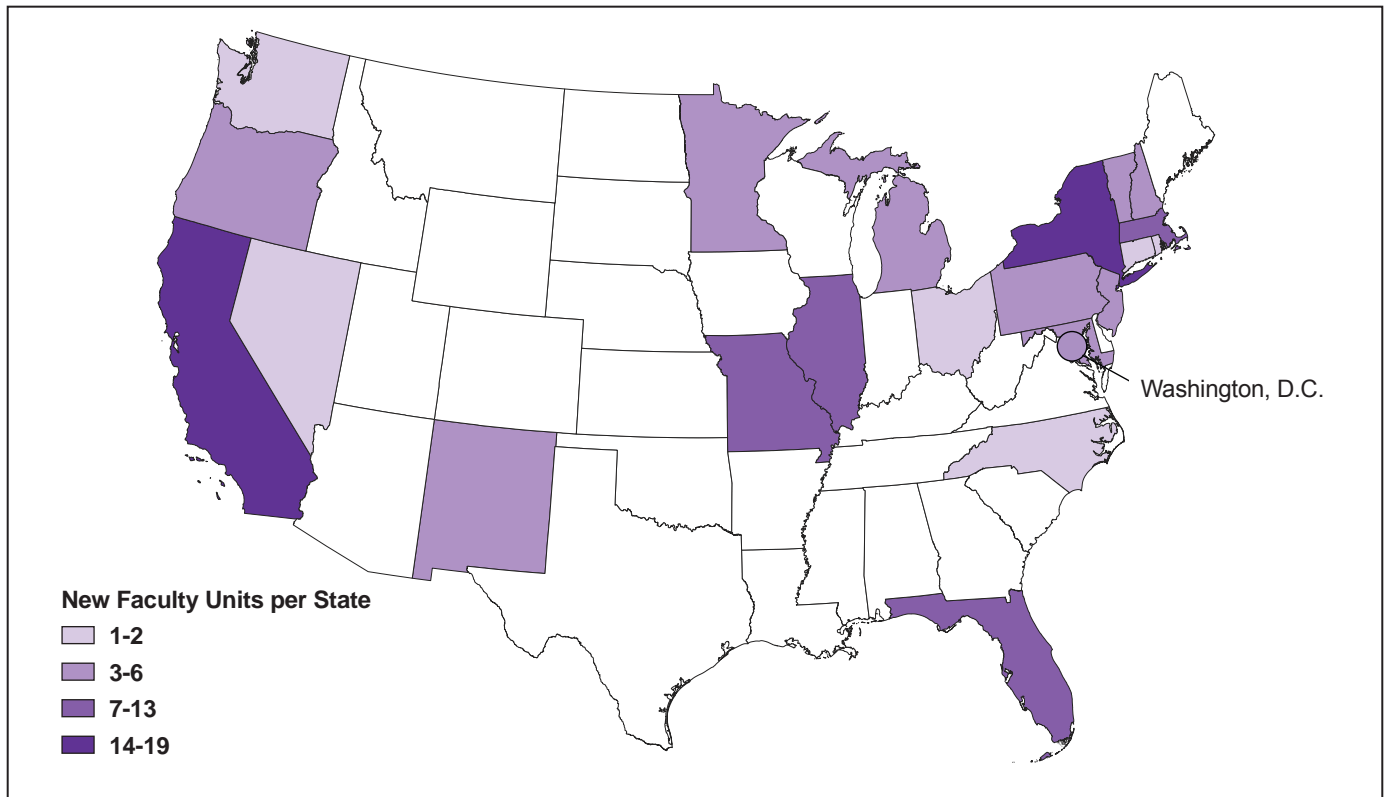 Washington, D.C.
New Faculty Units per State
1-2
3-6
7-13
14-19